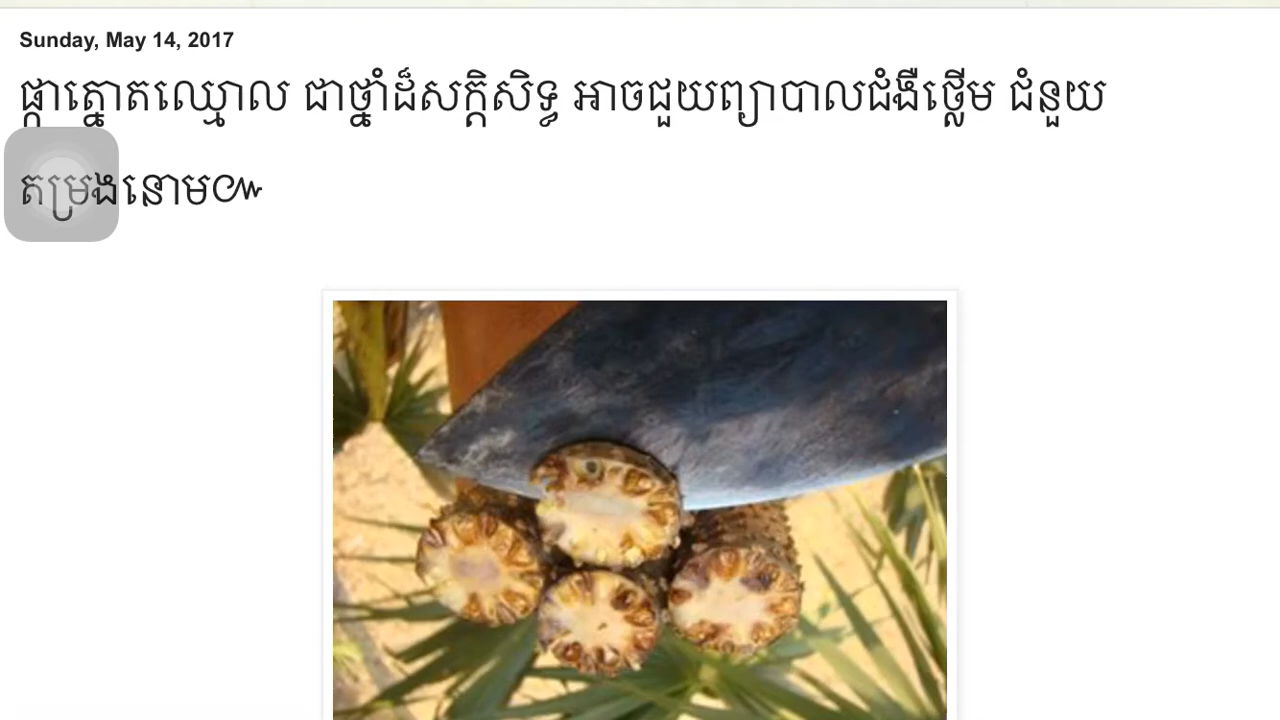 Sunday, May 14, 2017
ផ្កាត្នោតឈ្មោល ជាថ្នាំដ៏សក្តិសិទ្ធ អាចជួយព្យាបាលជំងឺថ្លើម ជំនួយ
តម្រងនោម៚